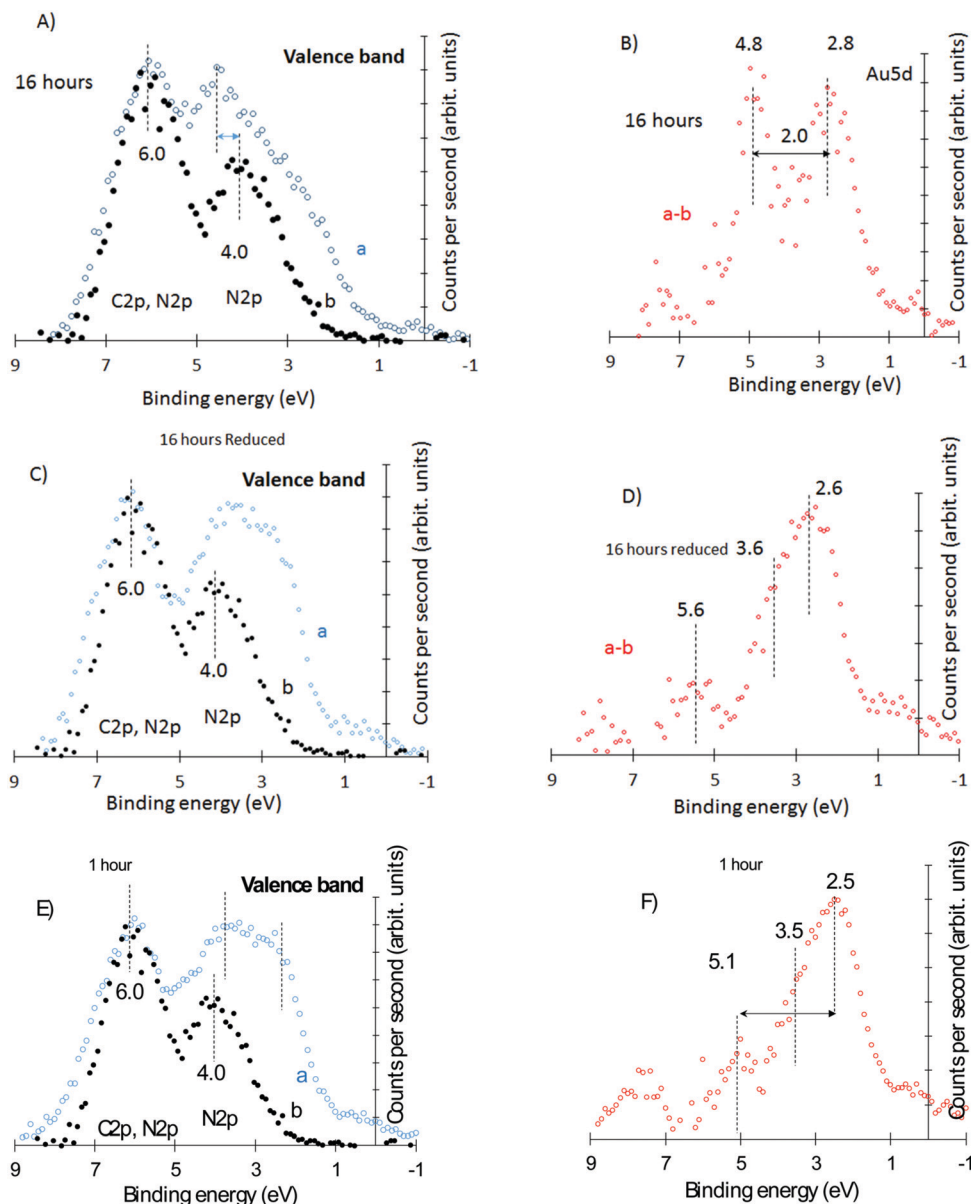 A)
Valence band
16 hours
6.0
4.0
a
b
C2p, N2p
N2p
Counts per second (arbit. units)
9 7 5 3 1 -1
Binding energy (eV)
B)
4.8
2.8
Au5d
16 hours
2.0
a-b
Counts per second (arbit. units)
9 7 5 3 1 -1
Binding energy (eV)
16 hours Reduced
C)
Valence band
6.0
4.0
a
b
C2p, N2p
N2p
Counts per second (arbit. units)
9 7 5 3 1 -1
Binding energy (eV)
D)
2.6
16 hours reduced
3.6
5.6
a-b
Counts per second (arbit. units)
9 7 5 3 1 -1
Binding energy (eV)
1 hour
E)
Valence band
6.0
4.0
a
b
C2p, N2p
N2p
Counts per second (arbit. units)
9 7 5 3 1 -1
Binding energy (eV)
1 hour
F)
2.5
3.5
5.1
Counts per second (arbit. units)
9 7 5 3 1 -1
Binding energy (eV)